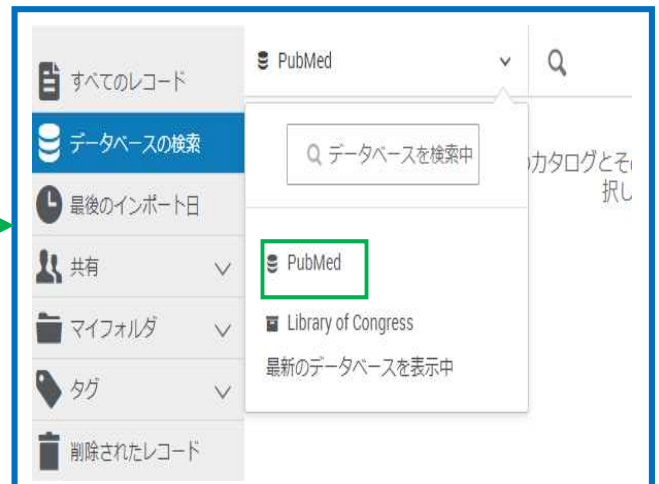 すべてのレコード
データベースの検索
最後のインポート日
共有
マイフォルダ
タグ
削除されたレコード
PubMed
データベースを検索中
PubMed
Library of Congress
最新のデータベースを表示中
カタログとそ
択し